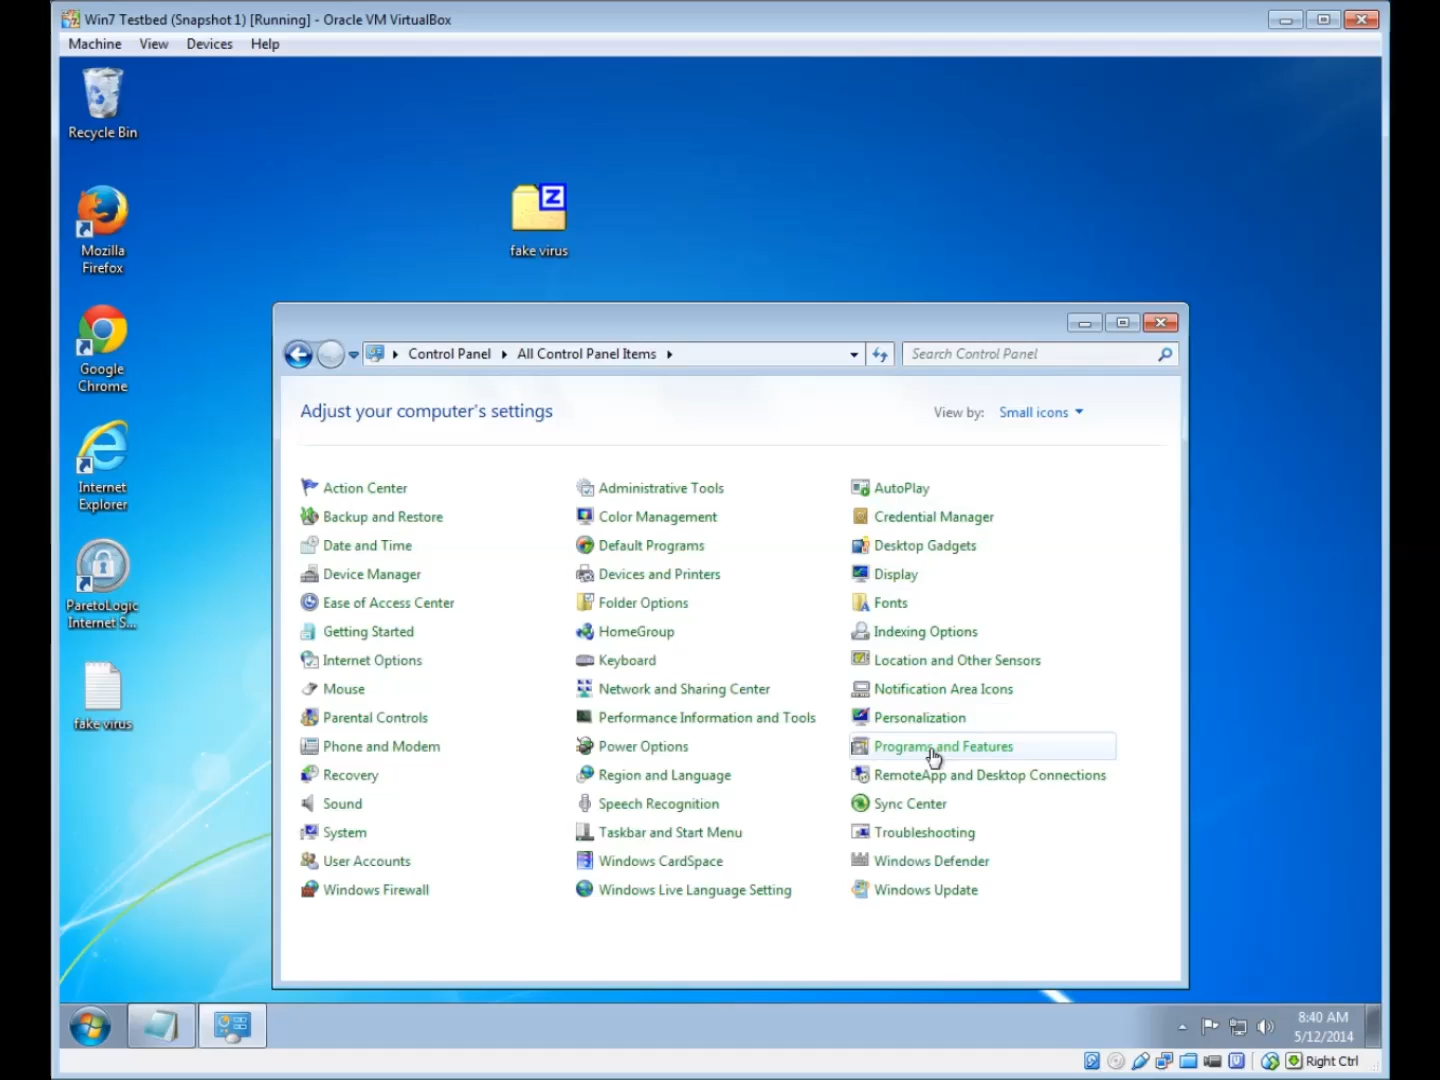 Win7 Testbed (Snapshot 1) [Running] - Oracle VM VirtualBox
Machine View Devices Help
Recycle Bin
Mozilla
Firefox
Google
Chrome
Internet
Explorer
ParetoLogic
Internet S...
fake virus
Z
fake virus
Control Panel All Control Panel Items
Search Control Panel
Adjust your computer's settings
View by: Small icons
Action Center
Administrative Tools
AutoPlay
Backup and Restore
Color Management
Credential Manager
Date and Time
Default Programs
Desktop Gadgets
Device Manager
Devices and Printers
Display
Ease of Access Center
Folder Options
Fonts
Getting Started
HomeGroup
Indexing Options
Internet Options
Keyboard
Location and Other Sensors
Mouse
Network and Sharing Center
Notification Area Icons
Parental Controls
Performance Information and Tools
Personalization
Phone and Modem
Power Options
Programs and Features
Recovery
Region and Language
RemoteApp and Desktop Connections
Sound
Speech Recognition
Sync Center
System
Taskbar and Start Menu
Troubleshooting
User Accounts
Windows CardSpace
Windows Defender
Windows Firewall
Windows Live Language Setting
Windows Update
8:40 AM
5/12/2014
Right Ctrl